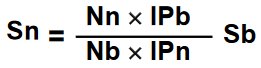 Sn = Nn × IPb / Nb × IPn Sb